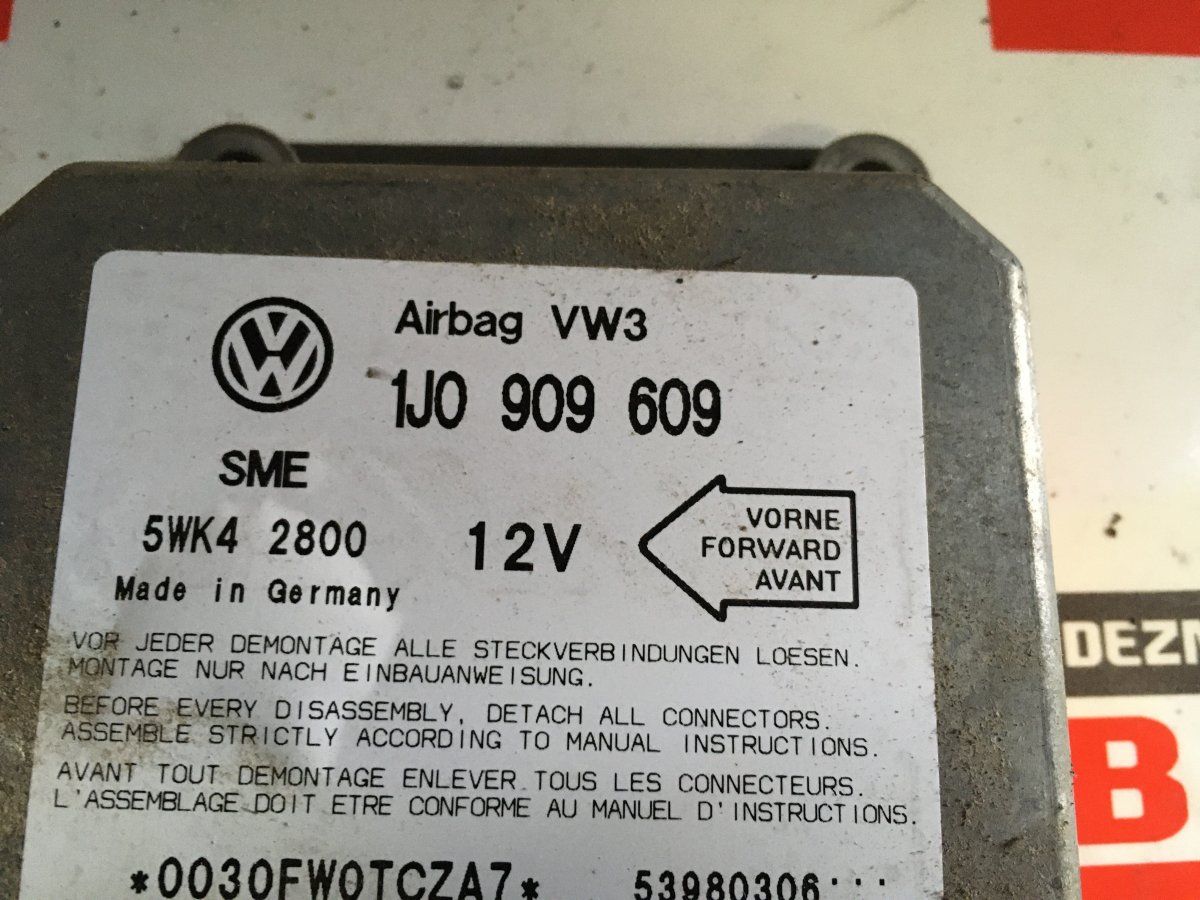 Airbag VW3
1J0 909 609
SME
5WK4 2800
12V
VORNE
FORWARD
AVANT
Made in Germany
VOR JEDER DEMONTAGE ALLE STECKVERBINDUNGEN LOESEN.
MONTAGE NUR NACH EINBAUANWEISUNG.
BEFORE EVERY DISASSEMBLY, DETACH ALL CONNECTORS.
ASSEMBLE STRICTLY ACCORDING TO MANUAL INSTRUCTIONS.
AVANT TOUT DEMONTAGE ENLEVER TOUS LES CONNECTEURS.
L'ASSEMBLAGE DOIT ETRE CONFORME AU MANUEL D'INSTRUCTIONS.
*0030FW0TCZA7*
53980306
DEZM
B